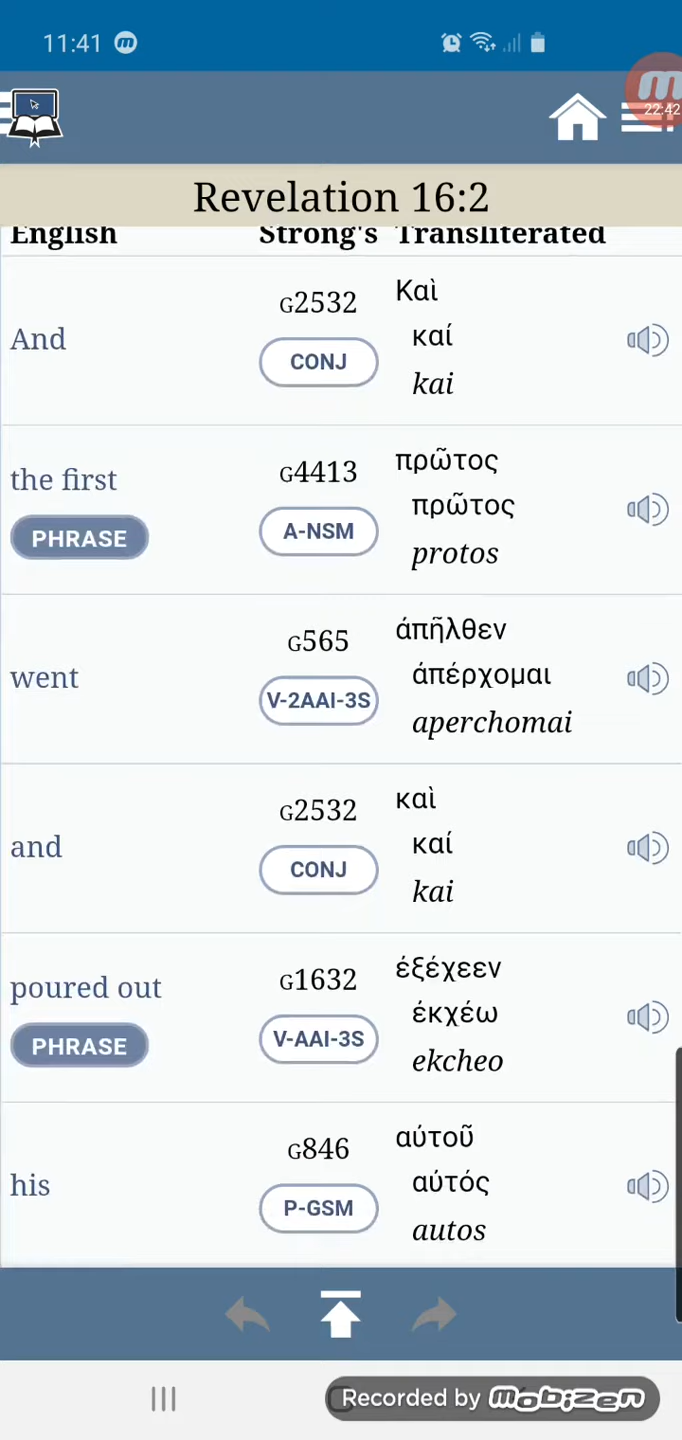 11:41
22:42
Revelation 16:2
English Strong's Transliterated
And G2532 Καὶ
CONJ καί
kai
the first G4413 πρῶτος
PHRASE A-NSM πρῶτος
protos
went G565 ἀπῆλθεν
V-2AAI-3S ἀπέρχομαι
aperchomai
and G2532 καὶ
CONJ καί
kai
poured out G1632 ἐξέχεεν
PHRASE V-AAI-3S ἐκχέω
ekcheo
his G846 αὐτοῦ
P-GSM αὐτός
autos
Recorded by mobizen